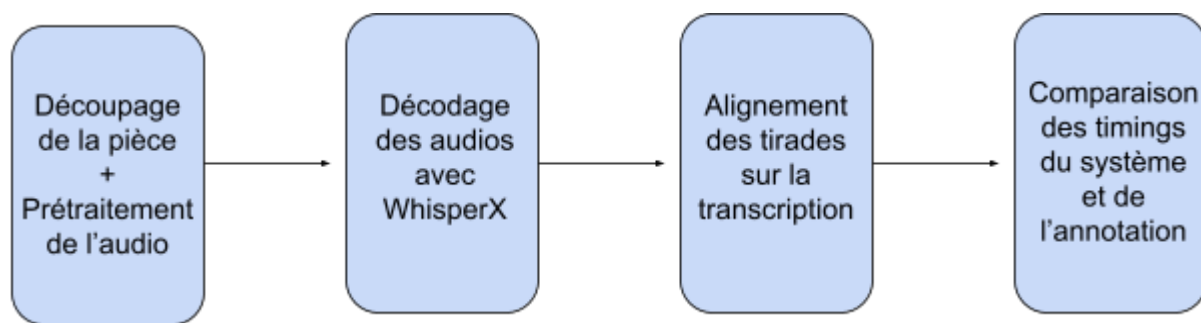 Découpage
de la pièce
+
Prétraitement
de l'audio
Décodage
des audios
avec
WhisperX
Alignement
des tirades
sur la
transcription
Comparaison
des timings
du système
et de
l'annotation